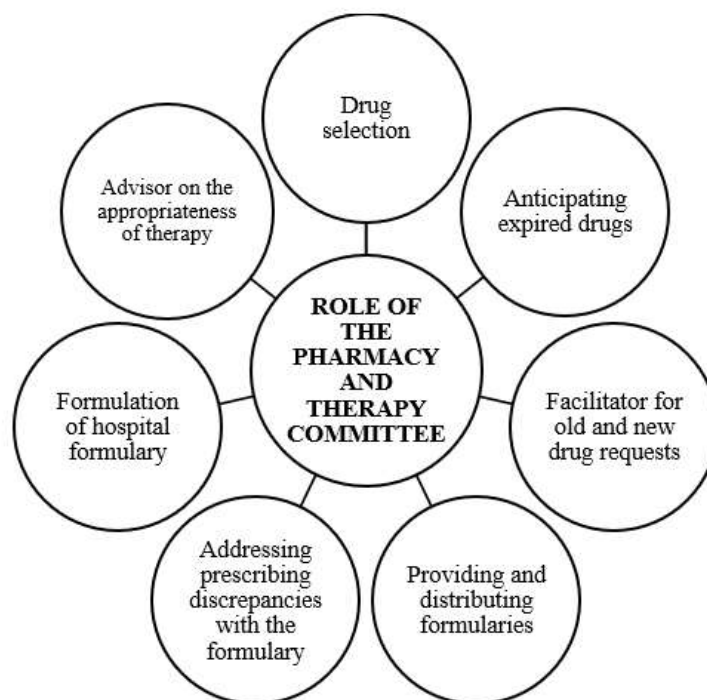 Drug
selection
Anticipating
expired drugs
Facilitator for
old and new
drug requests
Providing and
distributing
formularies
Addressing
prescribing
discrepancies
with the
formulary
Formulation
of hospital
formulary
Advisor on the
appropriateness
of therapy
ROLE OF
THE
PHARMACY
AND
THERAPY
COMMITTEE